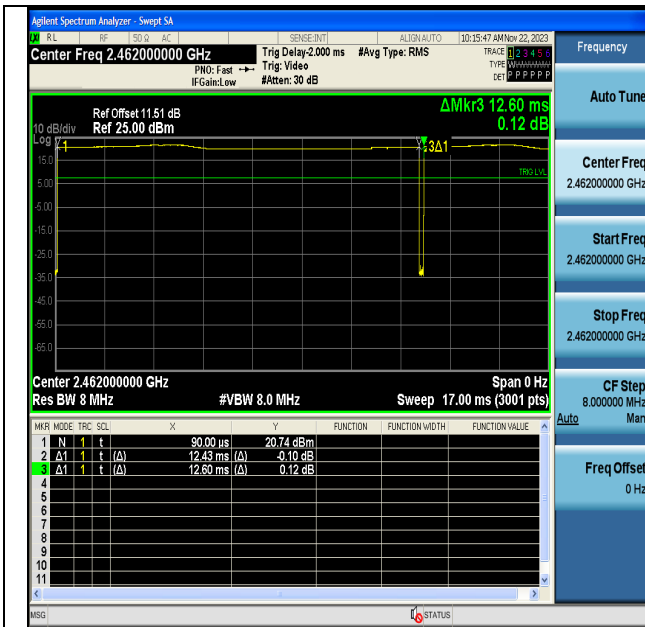 Agilent Spectrum Analyzer - Swept SA
LXI RL RF 50 Ω AC SENSE:INT ALIGN AUTO 10:15:47 AM Nov 22, 2023
Center Freq 2.462000000 GHz Trig Delay-2.000 ms #Avg Type: RMS TRACE 1 2 3 4 5 6
PNO: Fast Trig: Video TYPE
IFGain:Low #Atten: 30 dB DET P P P P P P
Ref Offset 11.51 dB ΔMkr3 12.60 ms
10 dB/div Ref 25.00 dBm 0.12 dB
Log
1 3Δ1
15.0
TRIG LVL
5.00
-5.00
-15.0
-25.0
-35.0
-45.0
-55.0
-65.0
Center 2.462000000 GHz Span 0 Hz
Res BW 8 MHz #VBW 8.0 MHz Sweep 17.00 ms (3001 pts)
MKR MODE TRC SCL X Y FUNCTION FUNCTION WIDTH FUNCTION VALUE
1 N 1 t 90.00 µs 20.74 dBm
2 Δ1 1 t (Δ) 12.43 ms (Δ) -0.10 dB
3 Δ1 1 t (Δ) 12.60 ms (Δ) 0.12 dB
4
5
6
7
8
9
10
11
MSG STATUS
Frequency
Auto Tune
Center Freq
2.462000000 GHz
Start Freq
2.462000000 GHz
Stop Freq
2.462000000 GHz
CF Step
8.000000 MHz
Auto Man
Freq Offset
0 Hz